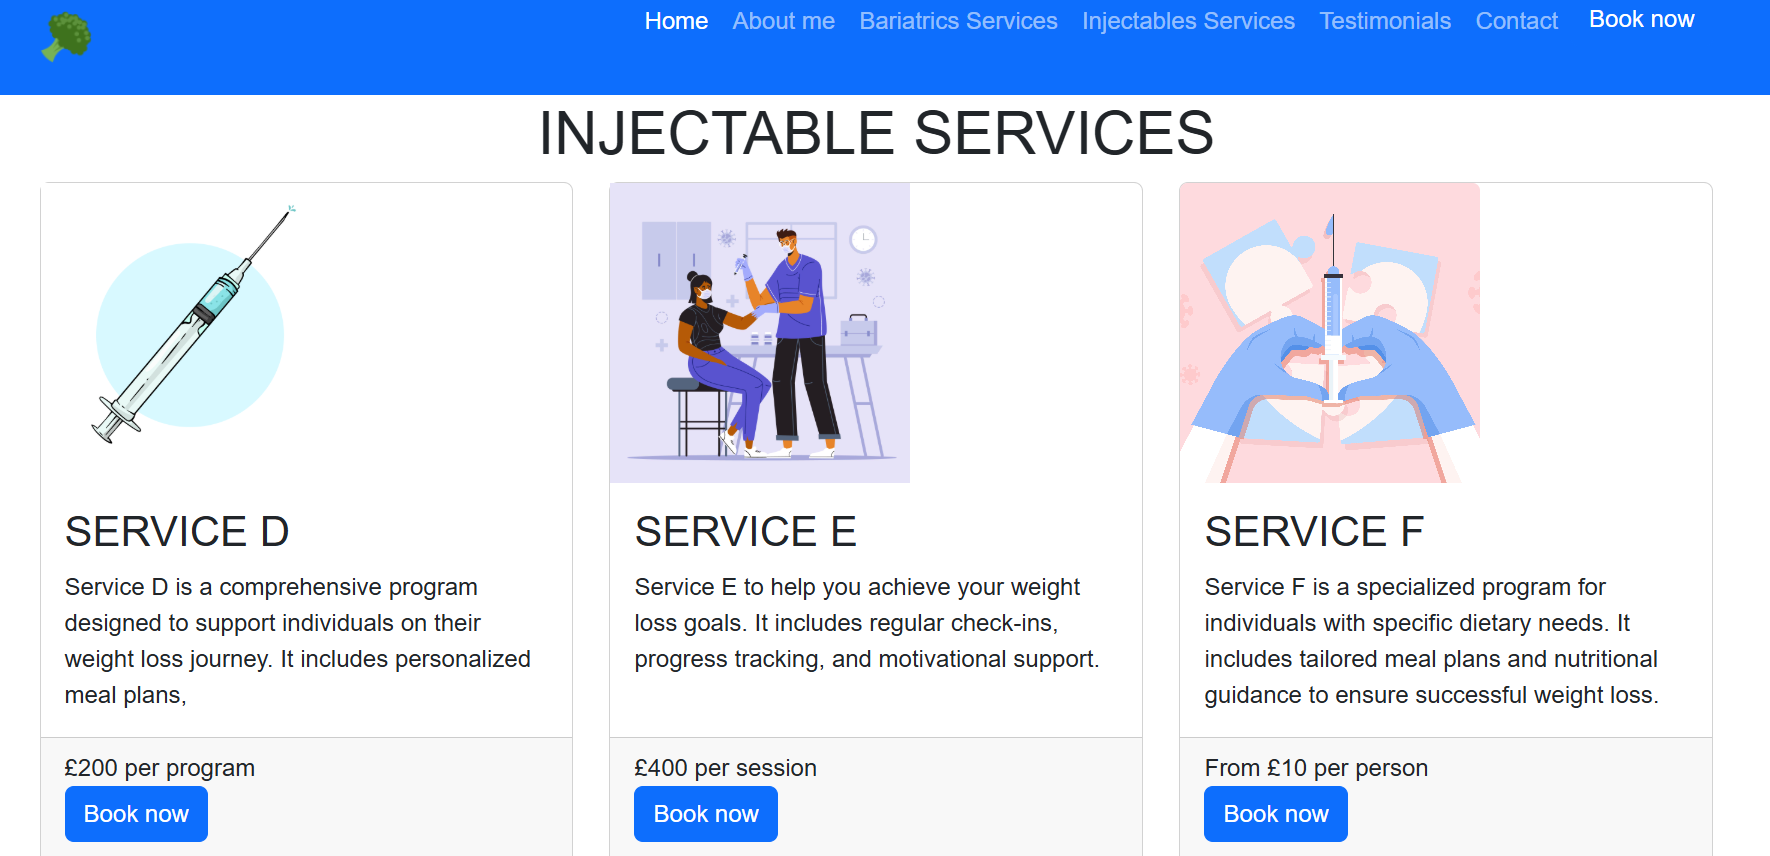 Home About me Bariatrics Services Injectables Services Testimonials Contact Book now
INJECTABLE SERVICES
SERVICE D
Service D is a comprehensive program
designed to support individuals on their
weight loss journey. It includes personalized
meal plans,
£200 per program
Book now
SERVICE E
Service E to help you achieve your weight
loss goals. It includes regular check-ins,
progress tracking, and motivational support.
£400 per session
Book now
SERVICE F
Service F is a specialized program for
individuals with specific dietary needs. It
includes tailored meal plans and nutritional
guidance to ensure successful weight loss.
From £10 per person
Book now